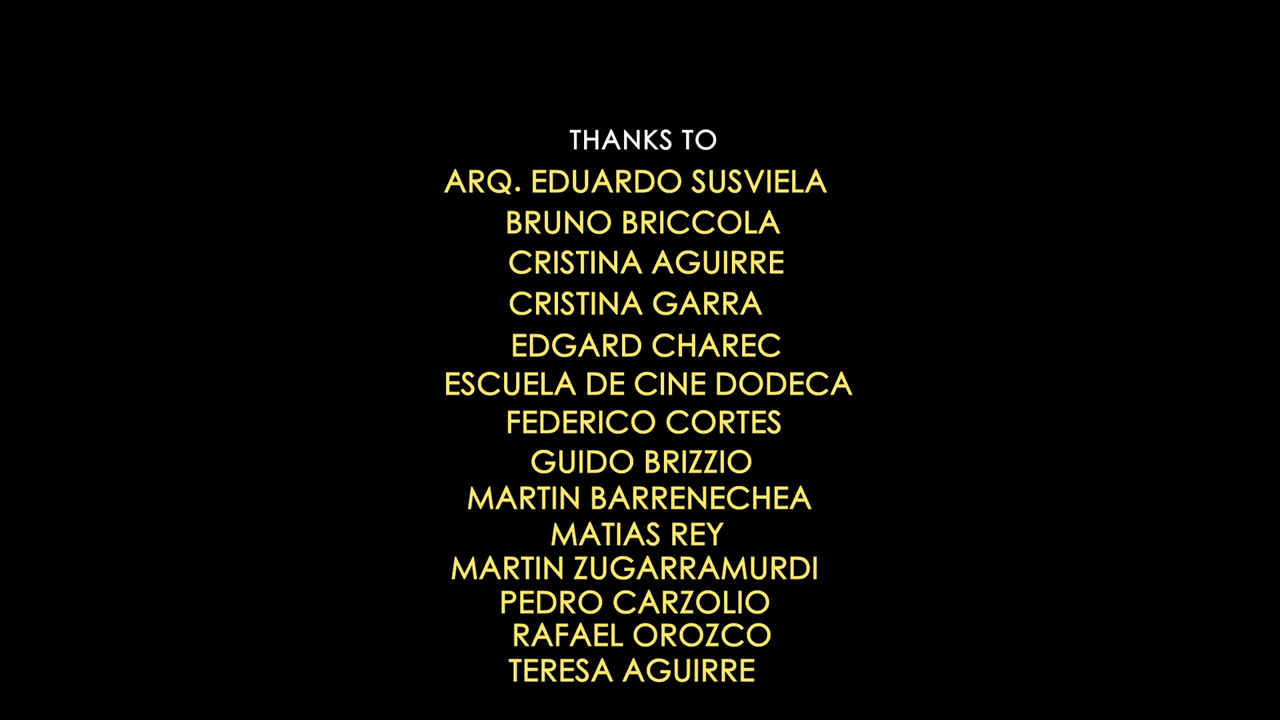 THANKS TO
ARQ. EDUARDO SUSVIELA
BRUNO BRICCOLA
CRISTINA AGUIRRE
CRISTINA GARRA
EDGARD CHAREC
ESCUELA DE CINE DODECA
FEDERICO CORTES
GUIDO BRIZZIO
MARTIN BARRENECHEA
MATIAS REY
MARTIN ZUGARRAMURDI
PEDRO CARZOLIO
RAFAEL OROZCO
TERESA AGUIRRE